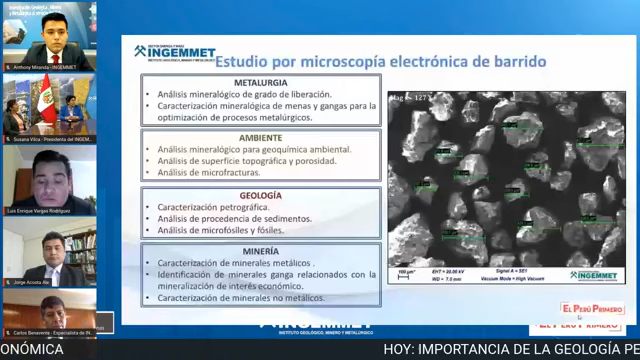 Anthony Miranda - INGEMMET
Susana Vilca - Presidenta del INGEM...
Luis Enrique Vargas Rodríguez
Jorge Acosta Ale
Carlos Benavente - Especialista de IN...
INGEMMET
Estudio por microscopía electrónica de barrido
METALURGIA
• Análisis mineralógico de grado de liberación.
• Caracterización mineralógica de menas y gangas para la
optimización de procesos metalúrgicos.
AMBIENTE
• Análisis mineralógico para geoquímica ambiental.
• Análisis de superficie topográfica y porosidad.
• Análisis de microfracturas.
GEOLOGÍA
• Caracterización petrográfica.
• Análisis de procedencia de sedimentos.
• Análisis de microfósiles y fósiles.
MINERÍA
• Caracterización de minerales metálicos .
• Identificación de minerales ganga relacionados con la
mineralización de interés económico.
• Caracterización de minerales no metálicos.
100 µm
EHT = 20.00 kV
WD = 7.0 mm
Signal A = SE1
Vacuum Mode = High Vacuum
INGEMMET
EL PERÚ PRIMERO
INGEMMET
INSTITUTO GEOLÓGICO, MINERO Y METALÚRGICO
EL PERÚ PRIMERO
ONÓMICA
HOY: IMPORTANCIA DE LA GEOLOGÍA PE